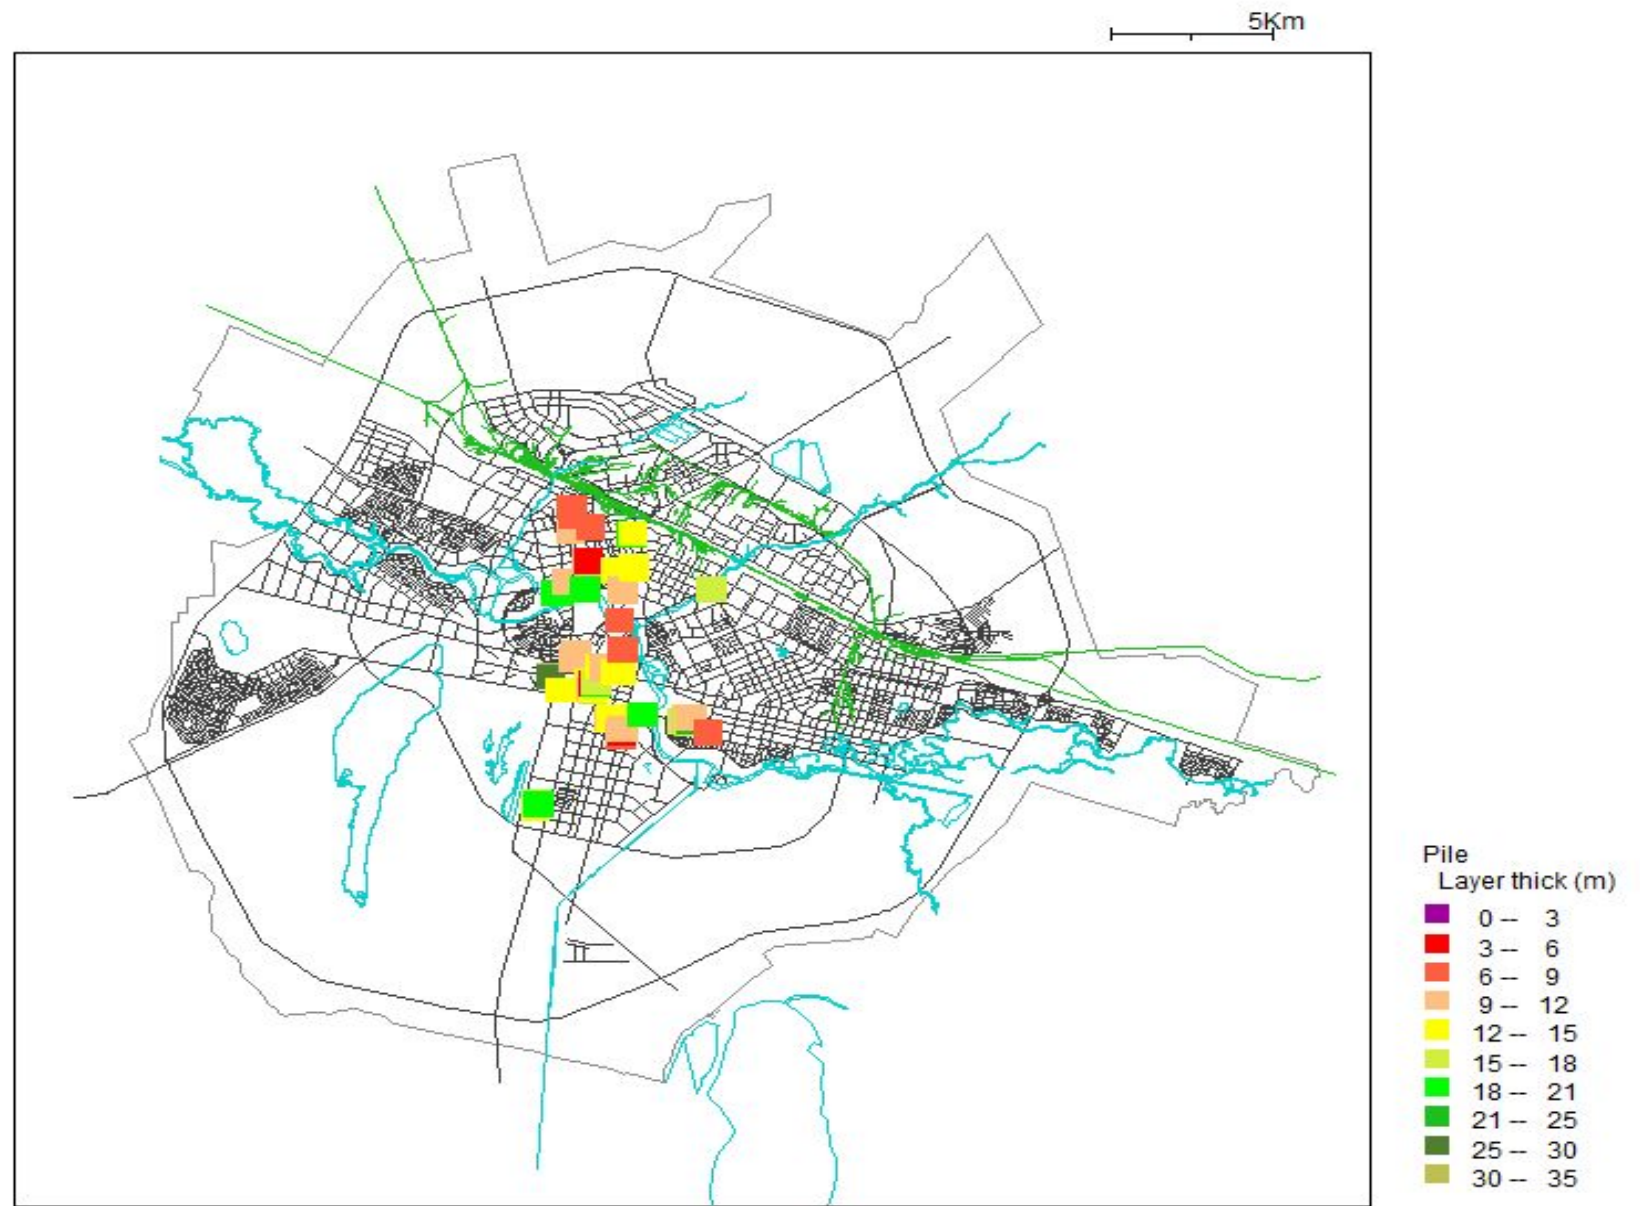 5Km
Pile
Layer thick (m)
0 -- 3
3 -- 6
6 -- 9
9 -- 12
12 -- 15
15 -- 18
18 -- 21
21 -- 25
25 -- 30
30 -- 35